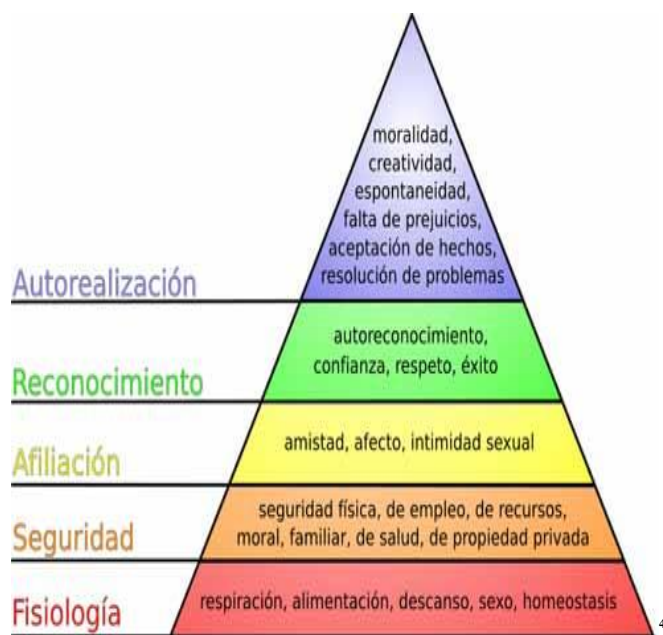 moralidad,
creatividad,
espontaneidad,
falta de prejuicios,
aceptación de hechos,
resolución de problemas
Autorealización
autoreconocimiento,
confianza, respeto, éxito
Reconocimiento
amistad, afecto, intimidad sexual
Afiliación
seguridad física, de empleo, de recursos,
moral, familiar, de salud, de propiedad privada
Seguridad
respiración, alimentación, descanso, sexo, homeostasis
Fisiología
4